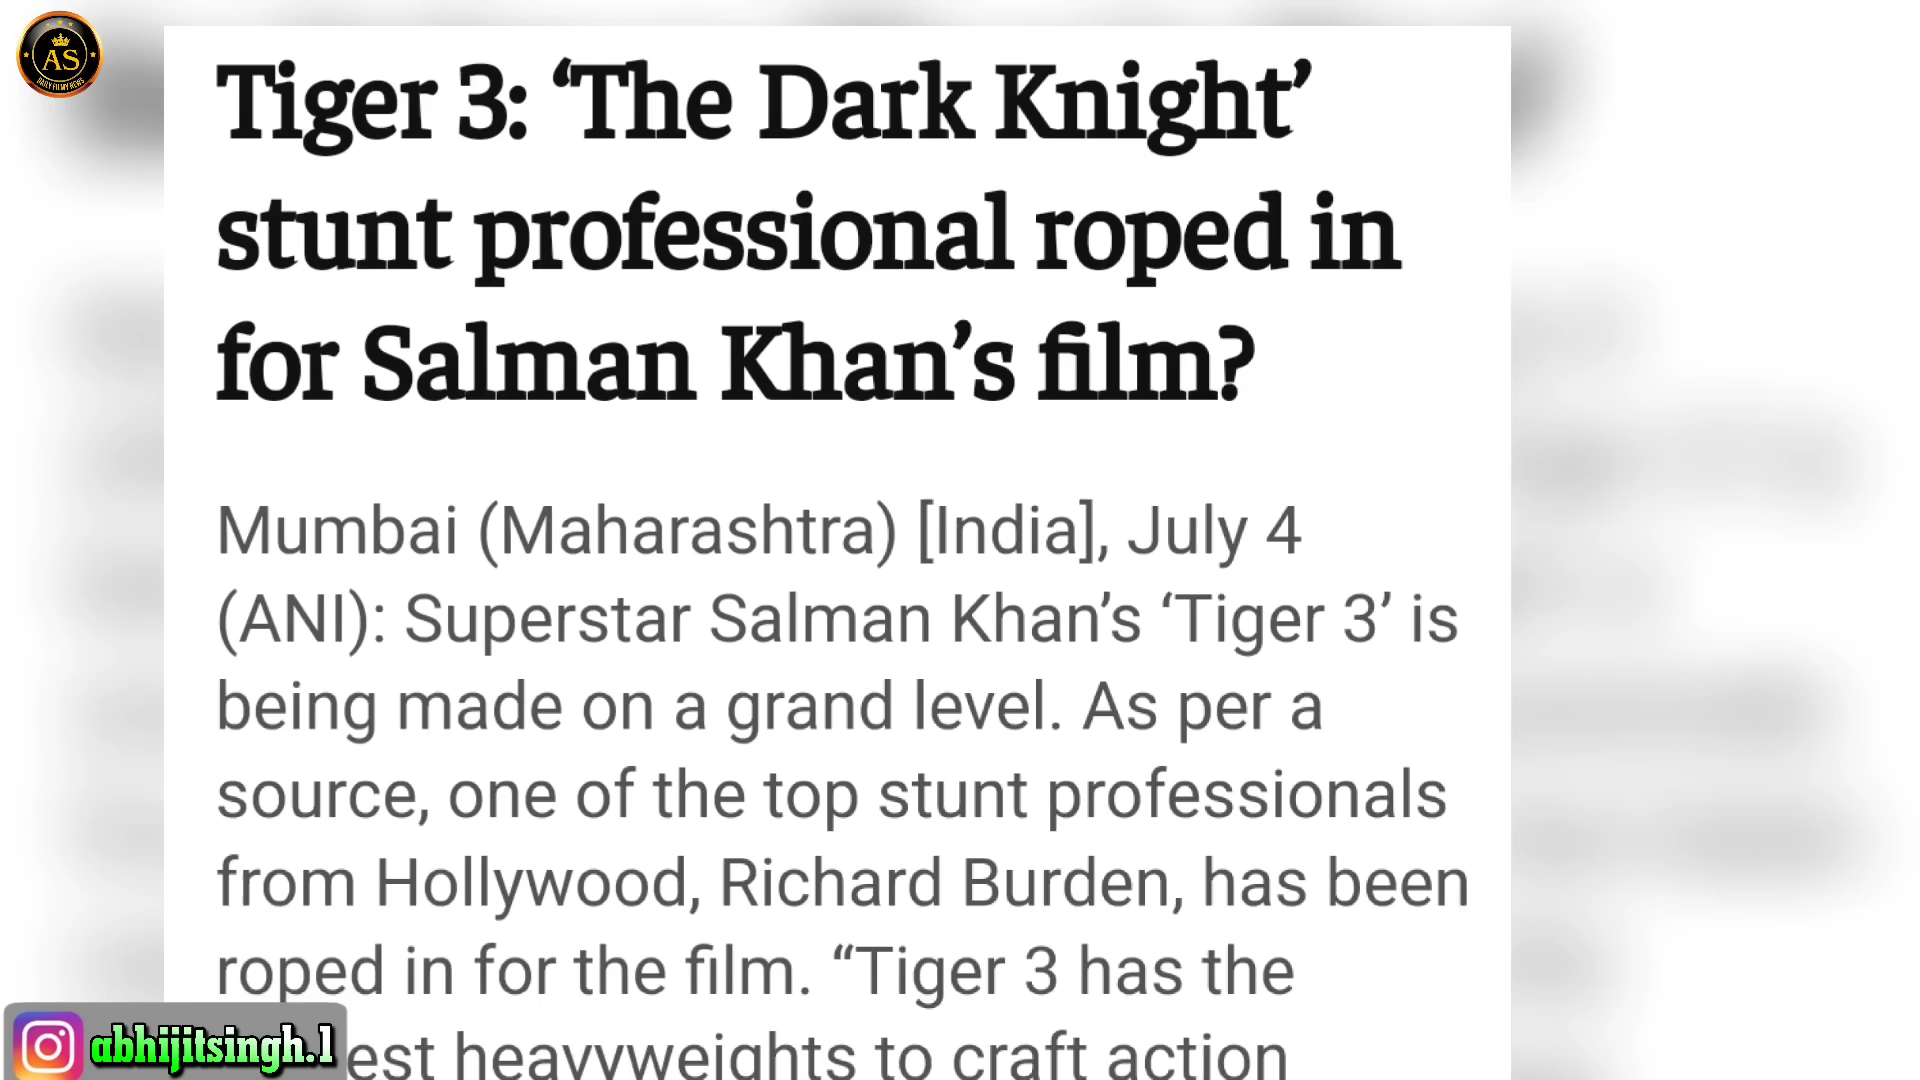 AS
DAILY FILMY NEWS
Tiger 3: ‘The Dark Knight’
stunt professional roped in
for Salman Khan’s film?
Mumbai (Maharashtra) [India], July 4
(ANI): Superstar Salman Khan’s ‘Tiger 3’ is
being made on a grand level. As per a
source, one of the top stunt professionals
from Hollywood, Richard Burden, has been
roped in for the film. “Tiger 3 has the
est heavyweights to craft action
abhijitsingh.1